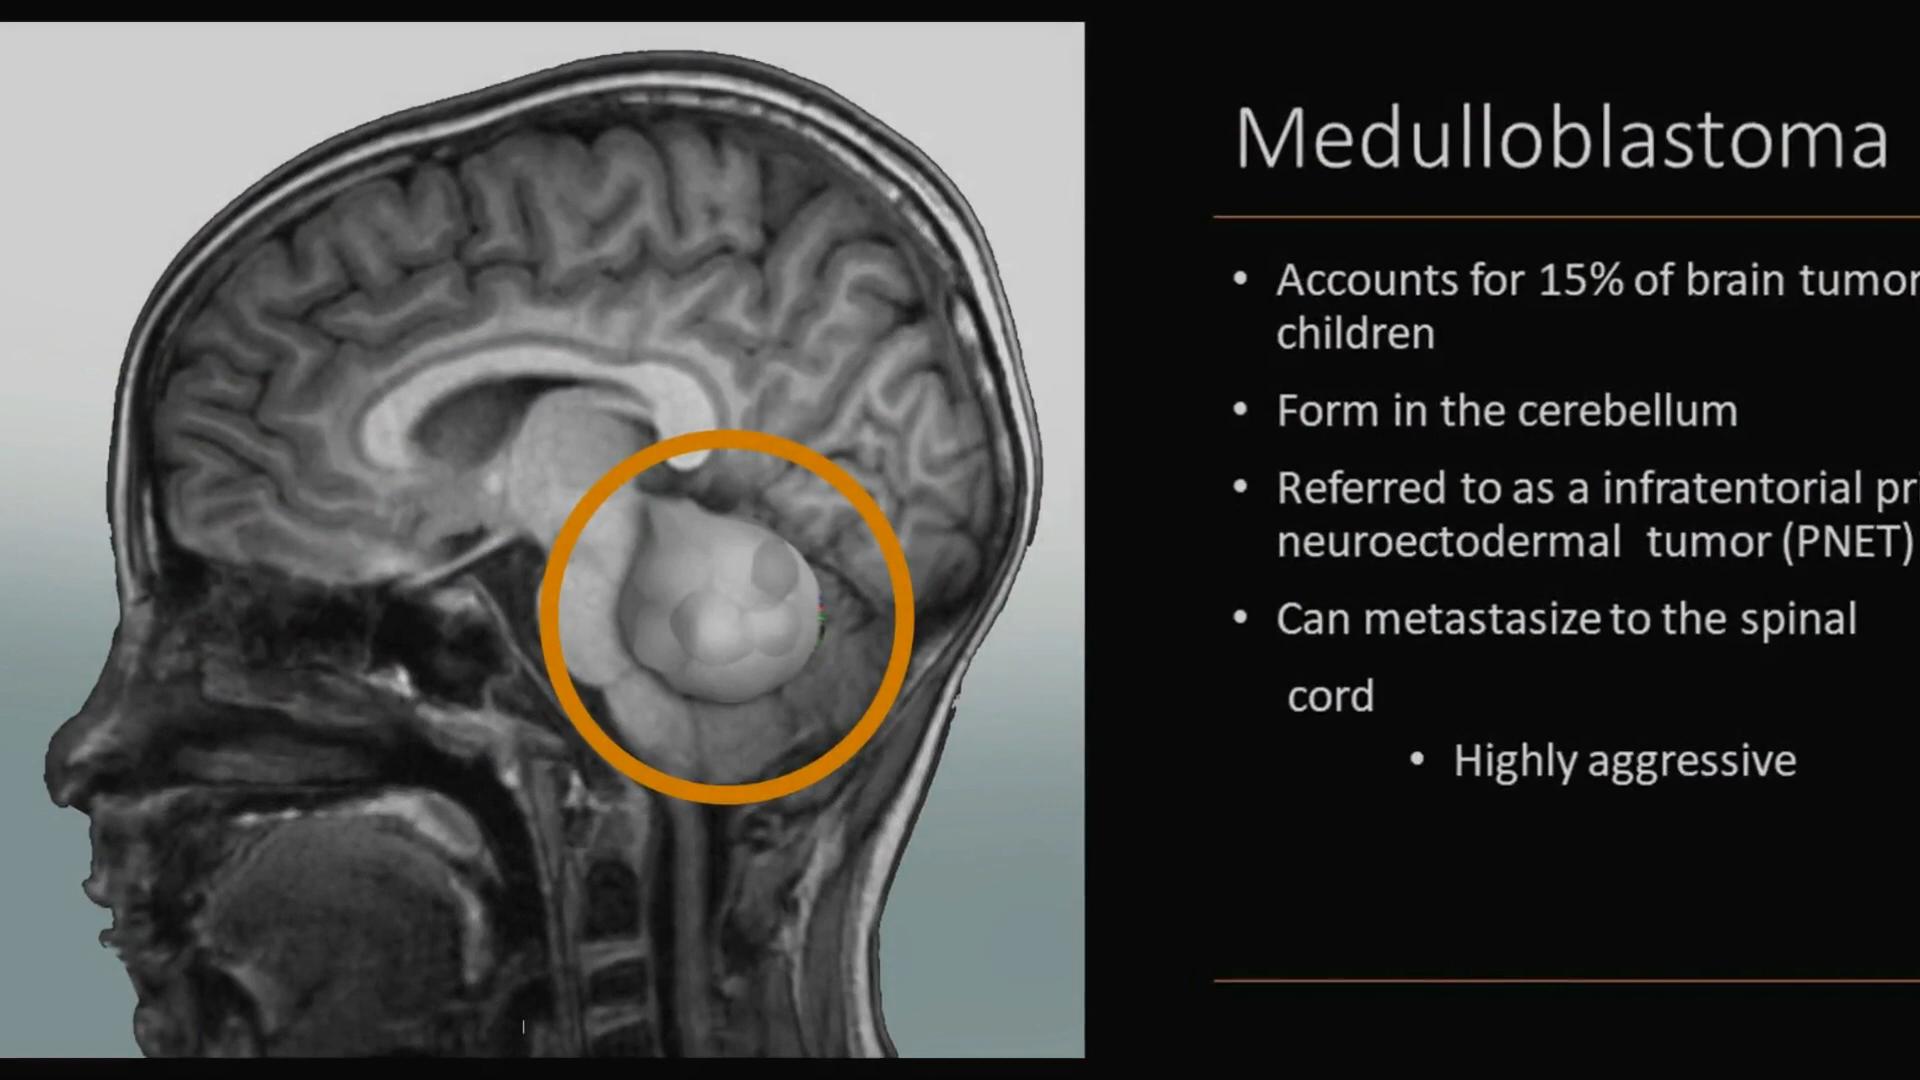 Medulloblastoma
• Accounts for 15% of brain tumor
children
• Form in the cerebellum
• Referred to as a infratentorial
neuroectodermal tumor (PNET)
• Can metastasize to the spinal
cord
• Highly aggressive